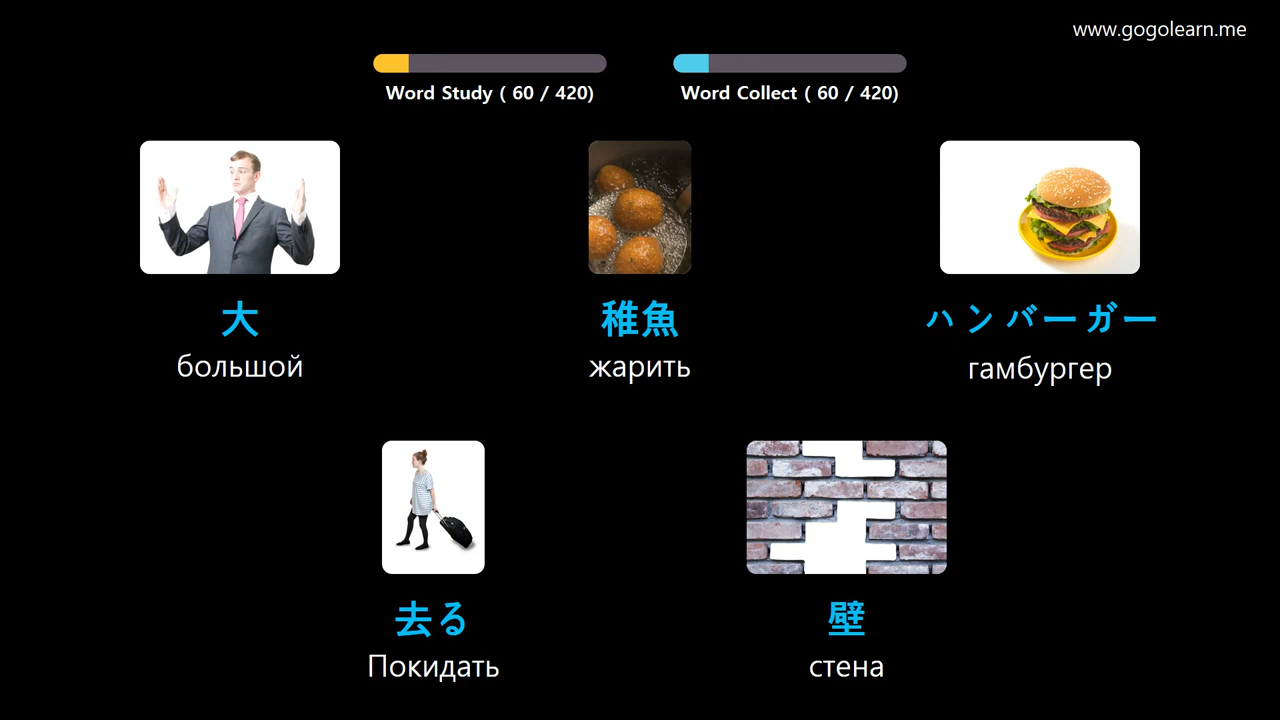 www.gogolearn.me
Word Study ( 60 / 420)
Word Collect ( 60 / 420)
大
большой
稚魚
жарить
ハンバーガー
гамбургер
去る
Покидать
壁
стена